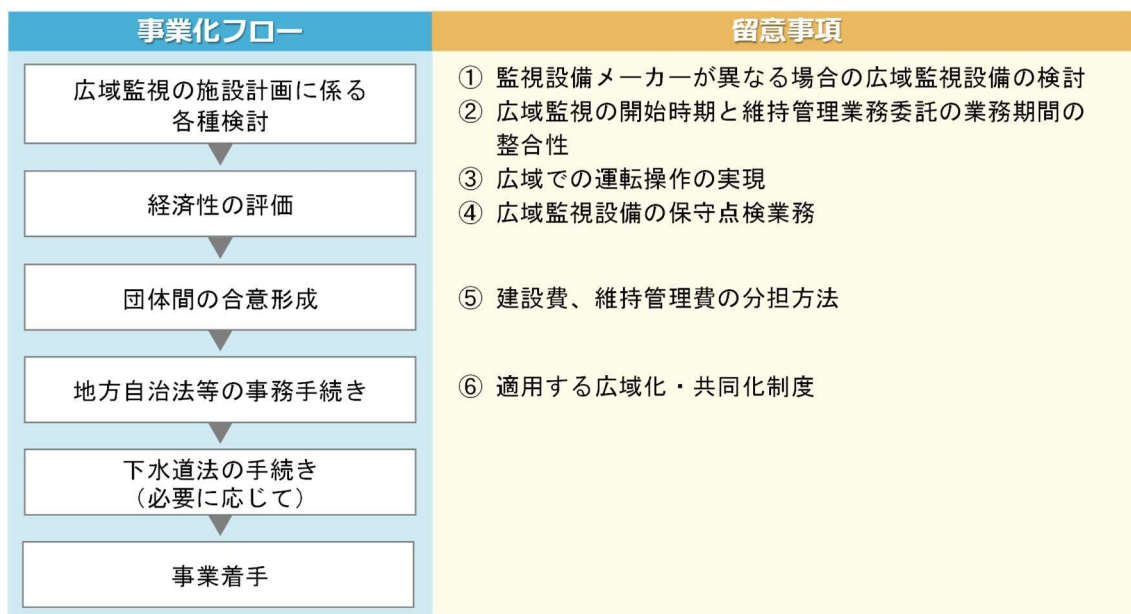 事業化フロー
留意事項
広域監視の施設計画に係る
各種検討
経済性の評価
団体間の合意形成
地方自治法等の事務手続き
下水道法の手続き
（必要に応じて）
事業着手
① 監視設備メーカーが異なる場合の広域監視設備の検討
② 広域監視の開始時期と維持管理業務委託の業務期間の
整合性
③ 広域での運転操作の実現
④ 広域監視設備の保守点検業務
⑤ 建設費、維持管理費の分担方法
⑥ 適用する広域化・共同化制度